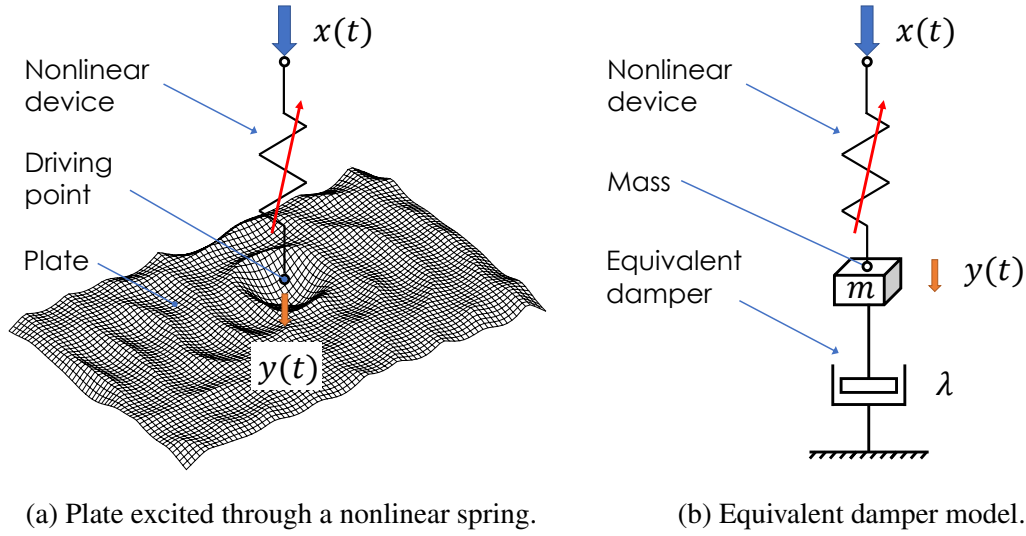 x(t)
Nonlinear
device
Driving
point
Plate
y(t)
(a) Plate excited through a nonlinear spring.
x(t)
Nonlinear
device
Mass
Equivalent
damper
m
y(t)
λ
(b) Equivalent damper model.